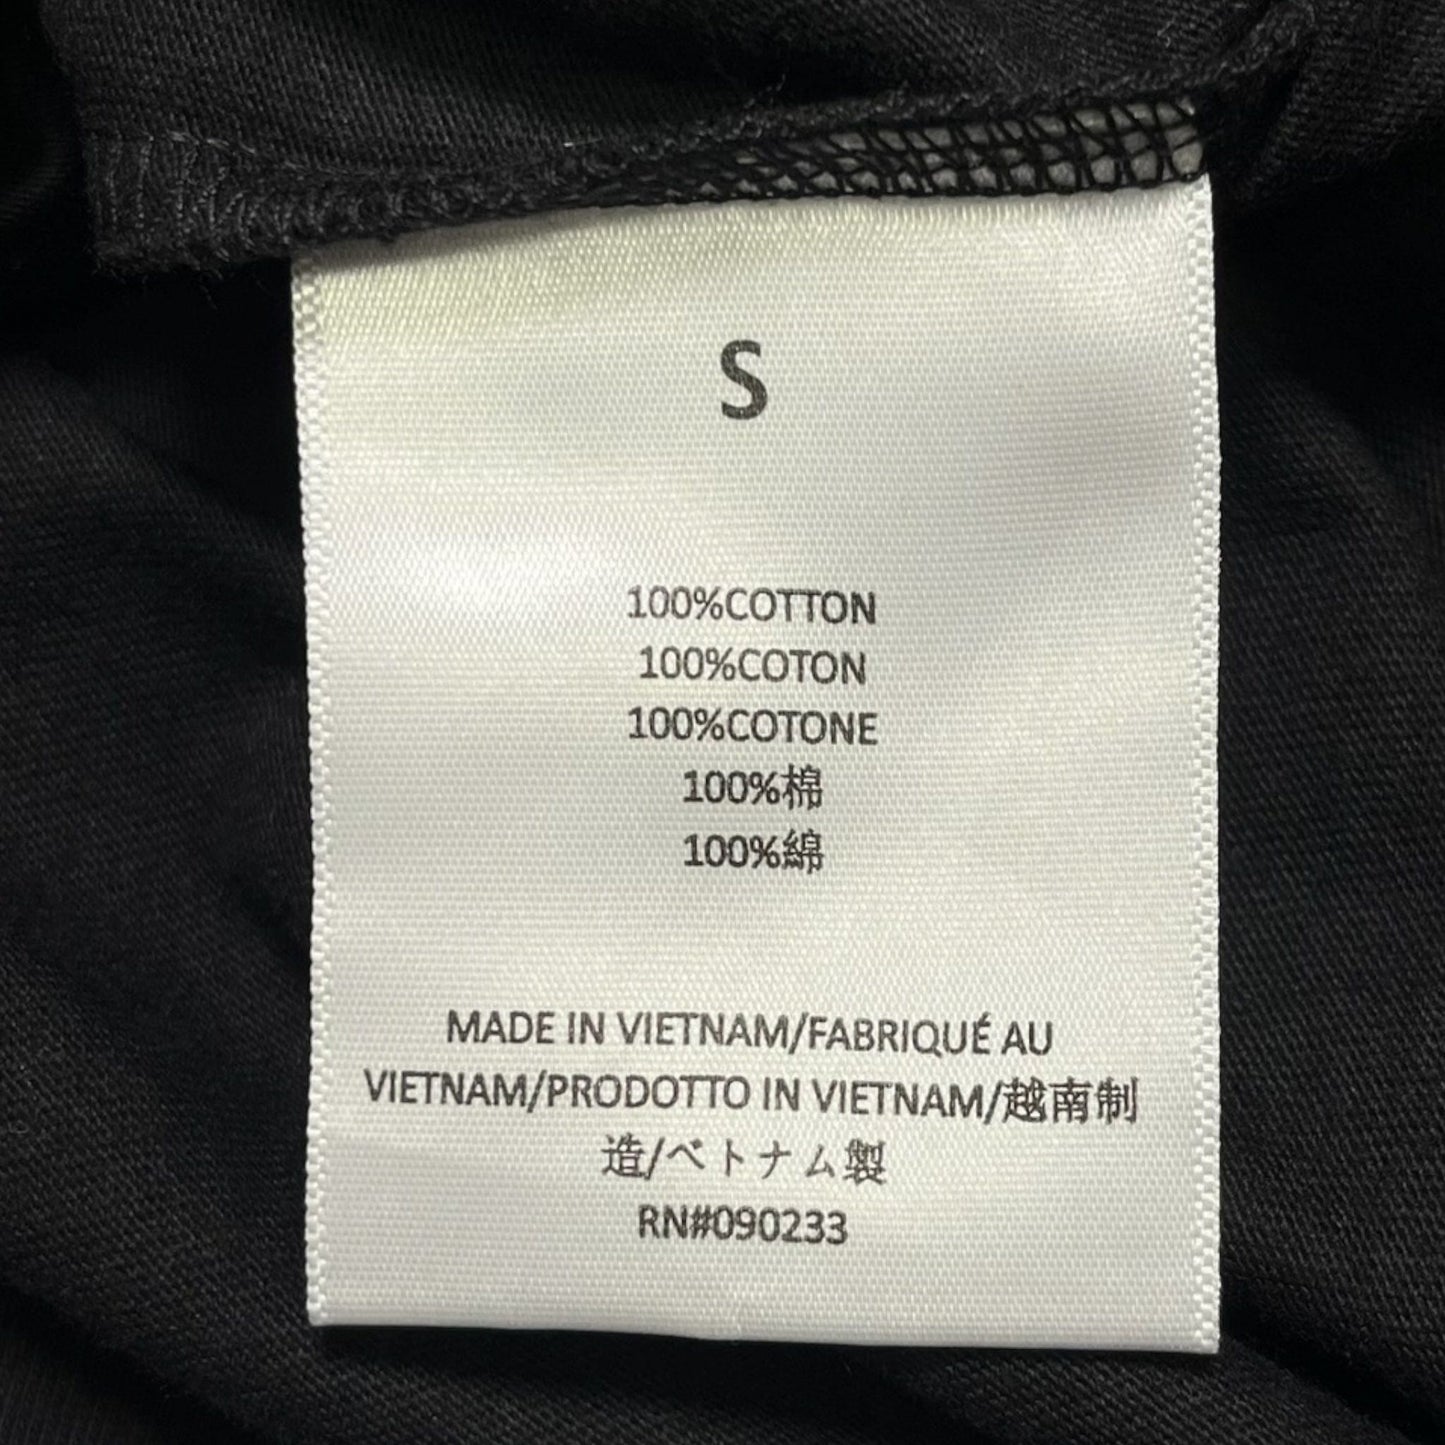 S
100%COTTON
100%COTON
100%COTONE
100%棉
100%綿
MADE IN VIETNAM/FABRIQUÉ AU
VIETNAM/PRODOTTO IN VIETNAM/越南制
造/ベトナム製
RN#090233